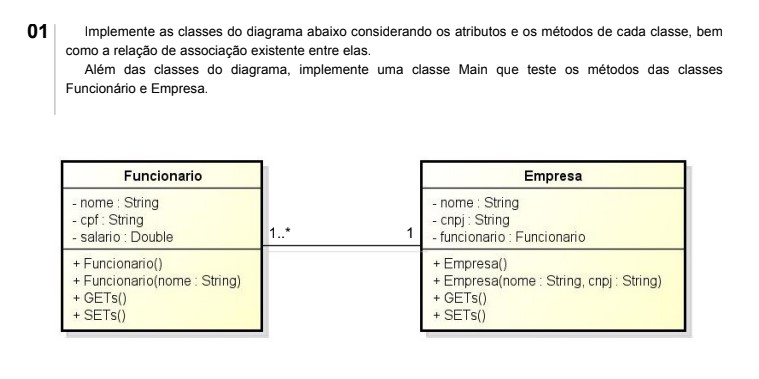 01
Implemente as classes do diagrama abaixo considerando os atributos e os métodos de cada classe, bem
como a relação de associação existente entre elas.
Além das classes do diagrama, implemente uma classe Main que teste os métodos das classes
Funcionário e Empresa.
Funcionario
- nome : String
- cpf : String
- salario : Double
+ Funcionario()
+ Funcionario(nome : String)
+ GETs()
+ SETs()
1..*
1
Empresa
- nome : String
- cnpj : String
- funcionario : Funcionario
+ Empresa()
+ Empresa(nome : String, cnpj : String)
+ GETs()
+ SETs()